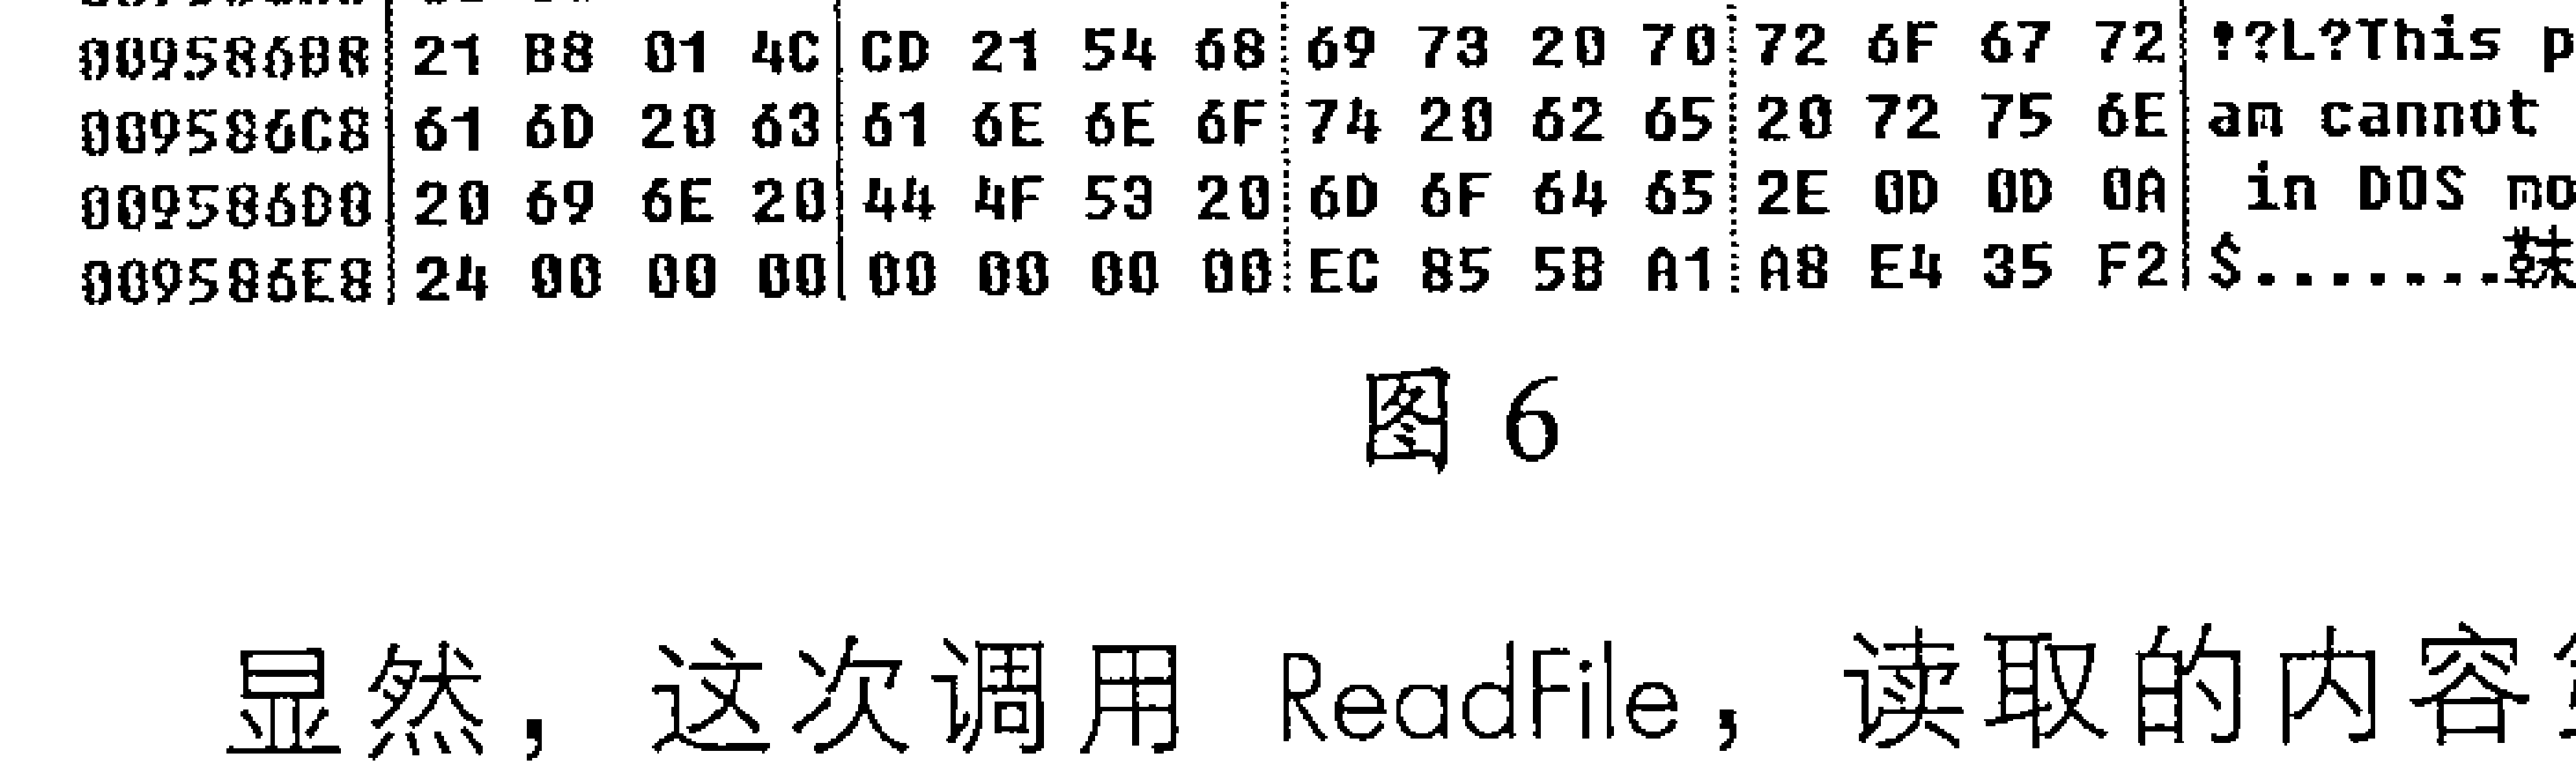 009586B8 21 B8 01 4C CD 21 54 68 69 73 20 70 72 6F 67 72 !?L?This p
009586C8 61 6D 20 63 61 6E 6E 6F 74 20 62 65 20 72 75 6E am cannot
009586D8 20 69 6E 20 44 4F 53 20 6D 6F 64 65 2E 0D 0D 0A in DOS mo
009586E8 24 00 00 00 00 00 00 00 EC 85 5B A1 A8 E4 35 F2 $.......
图 6
显然，这次调用 ReadFile，读取的内容